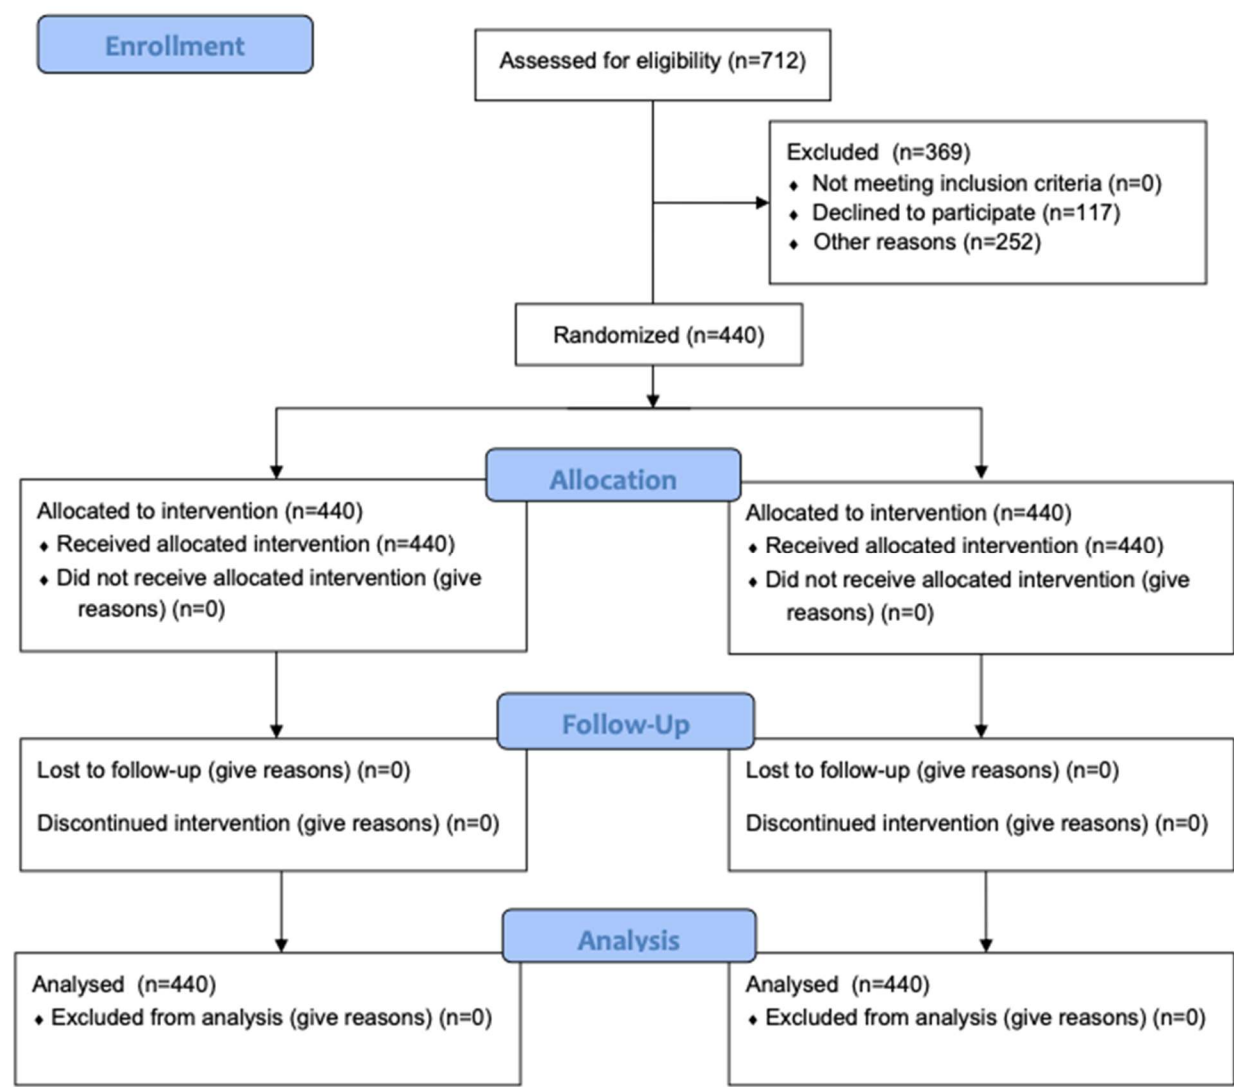 Enrollment
Assessed for eligibility (n=712)
Excluded (n=369)
♦ Not meeting inclusion criteria (n=0)
♦ Declined to participate (n=117)
♦ Other reasons (n=252)
Randomized (n=440)
Allocation
Allocated to intervention (n=440)
♦ Received allocated intervention (n=440)
♦ Did not receive allocated intervention (give
reasons) (n=0)
Allocated to intervention (n=440)
♦ Received allocated intervention (n=440)
♦ Did not receive allocated intervention (give
reasons) (n=0)
Follow-Up
Lost to follow-up (give reasons) (n=0)
Discontinued intervention (give reasons) (n=0)
Lost to follow-up (give reasons) (n=0)
Discontinued intervention (give reasons) (n=0)
Analysis
Analysed (n=440)
♦ Excluded from analysis (give reasons) (n=0)
Analysed (n=440)
♦ Excluded from analysis (give reasons) (n=0)